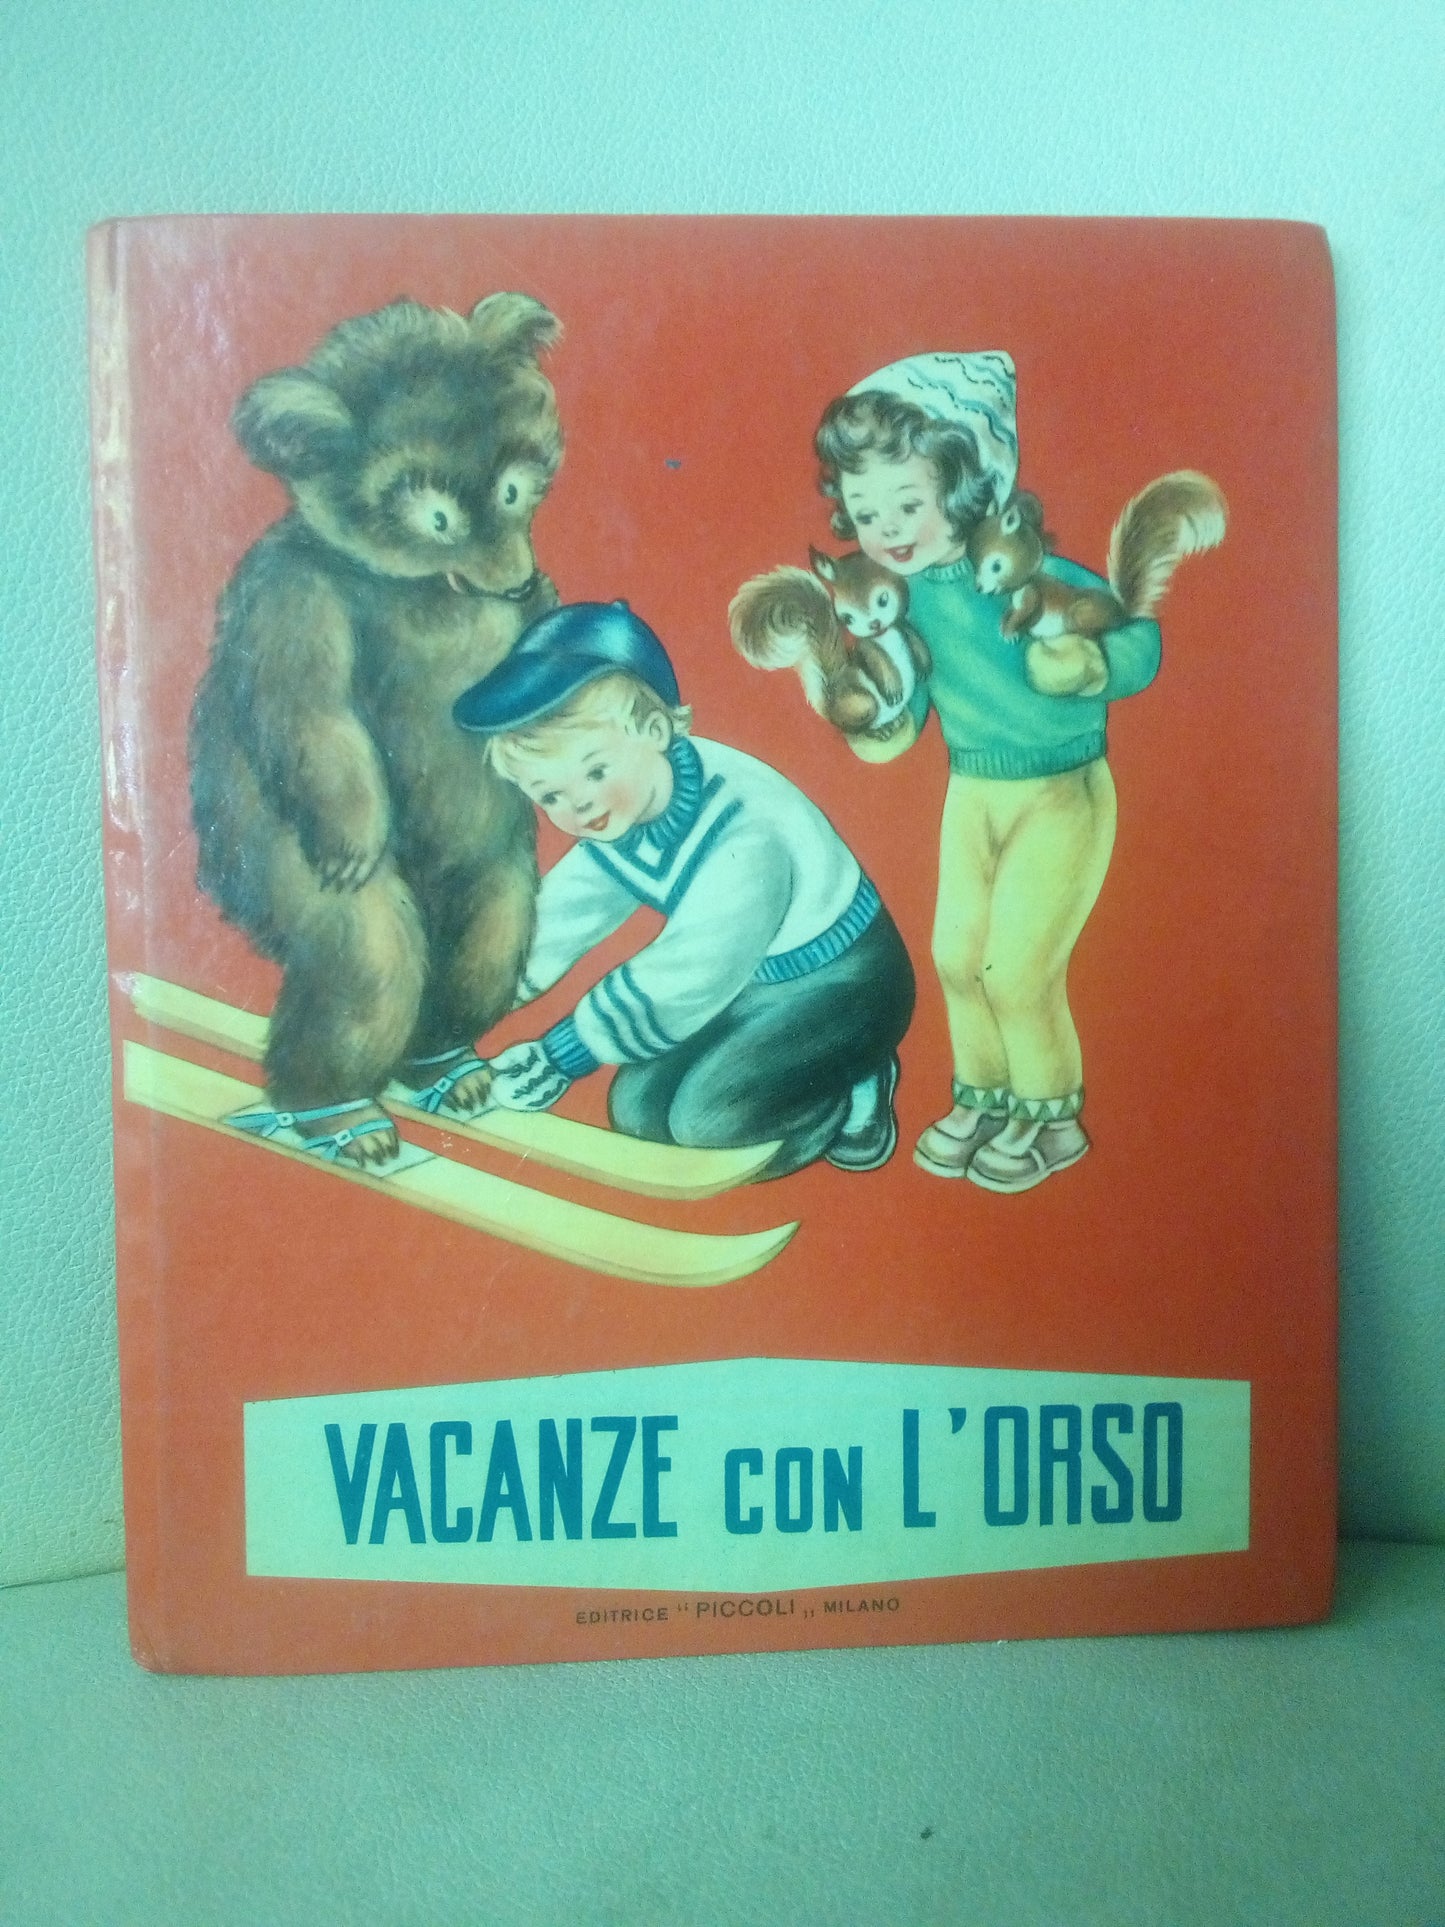 VACANZE CON L'ORSO
EDITRICE "PICCOLI„ MILANO